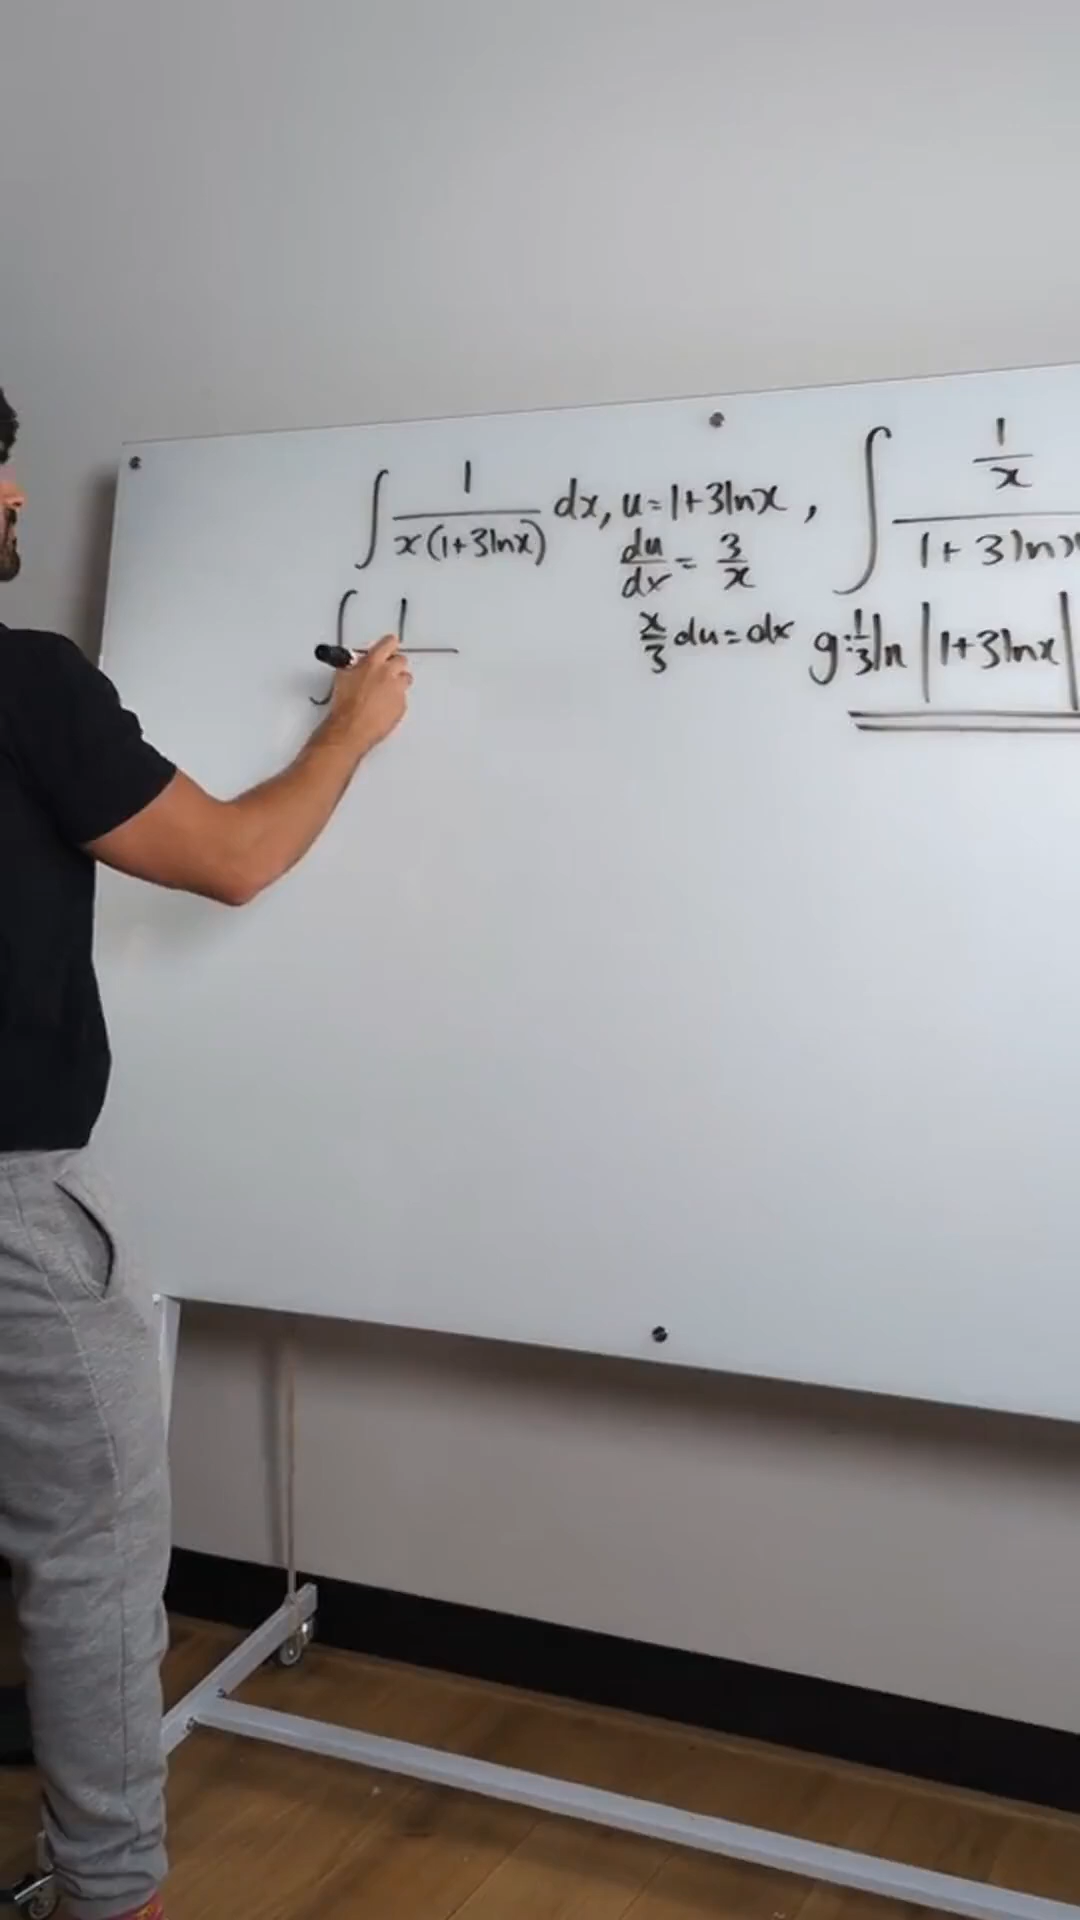 ∫ 1/(x(1+3lnx)) dx, u=1+3lnx ,
du/dx = 3/x
x/3 du=dx
∫ 1
∫ (1/x)/(1+3ln
1/3 ln |1+3lnx|